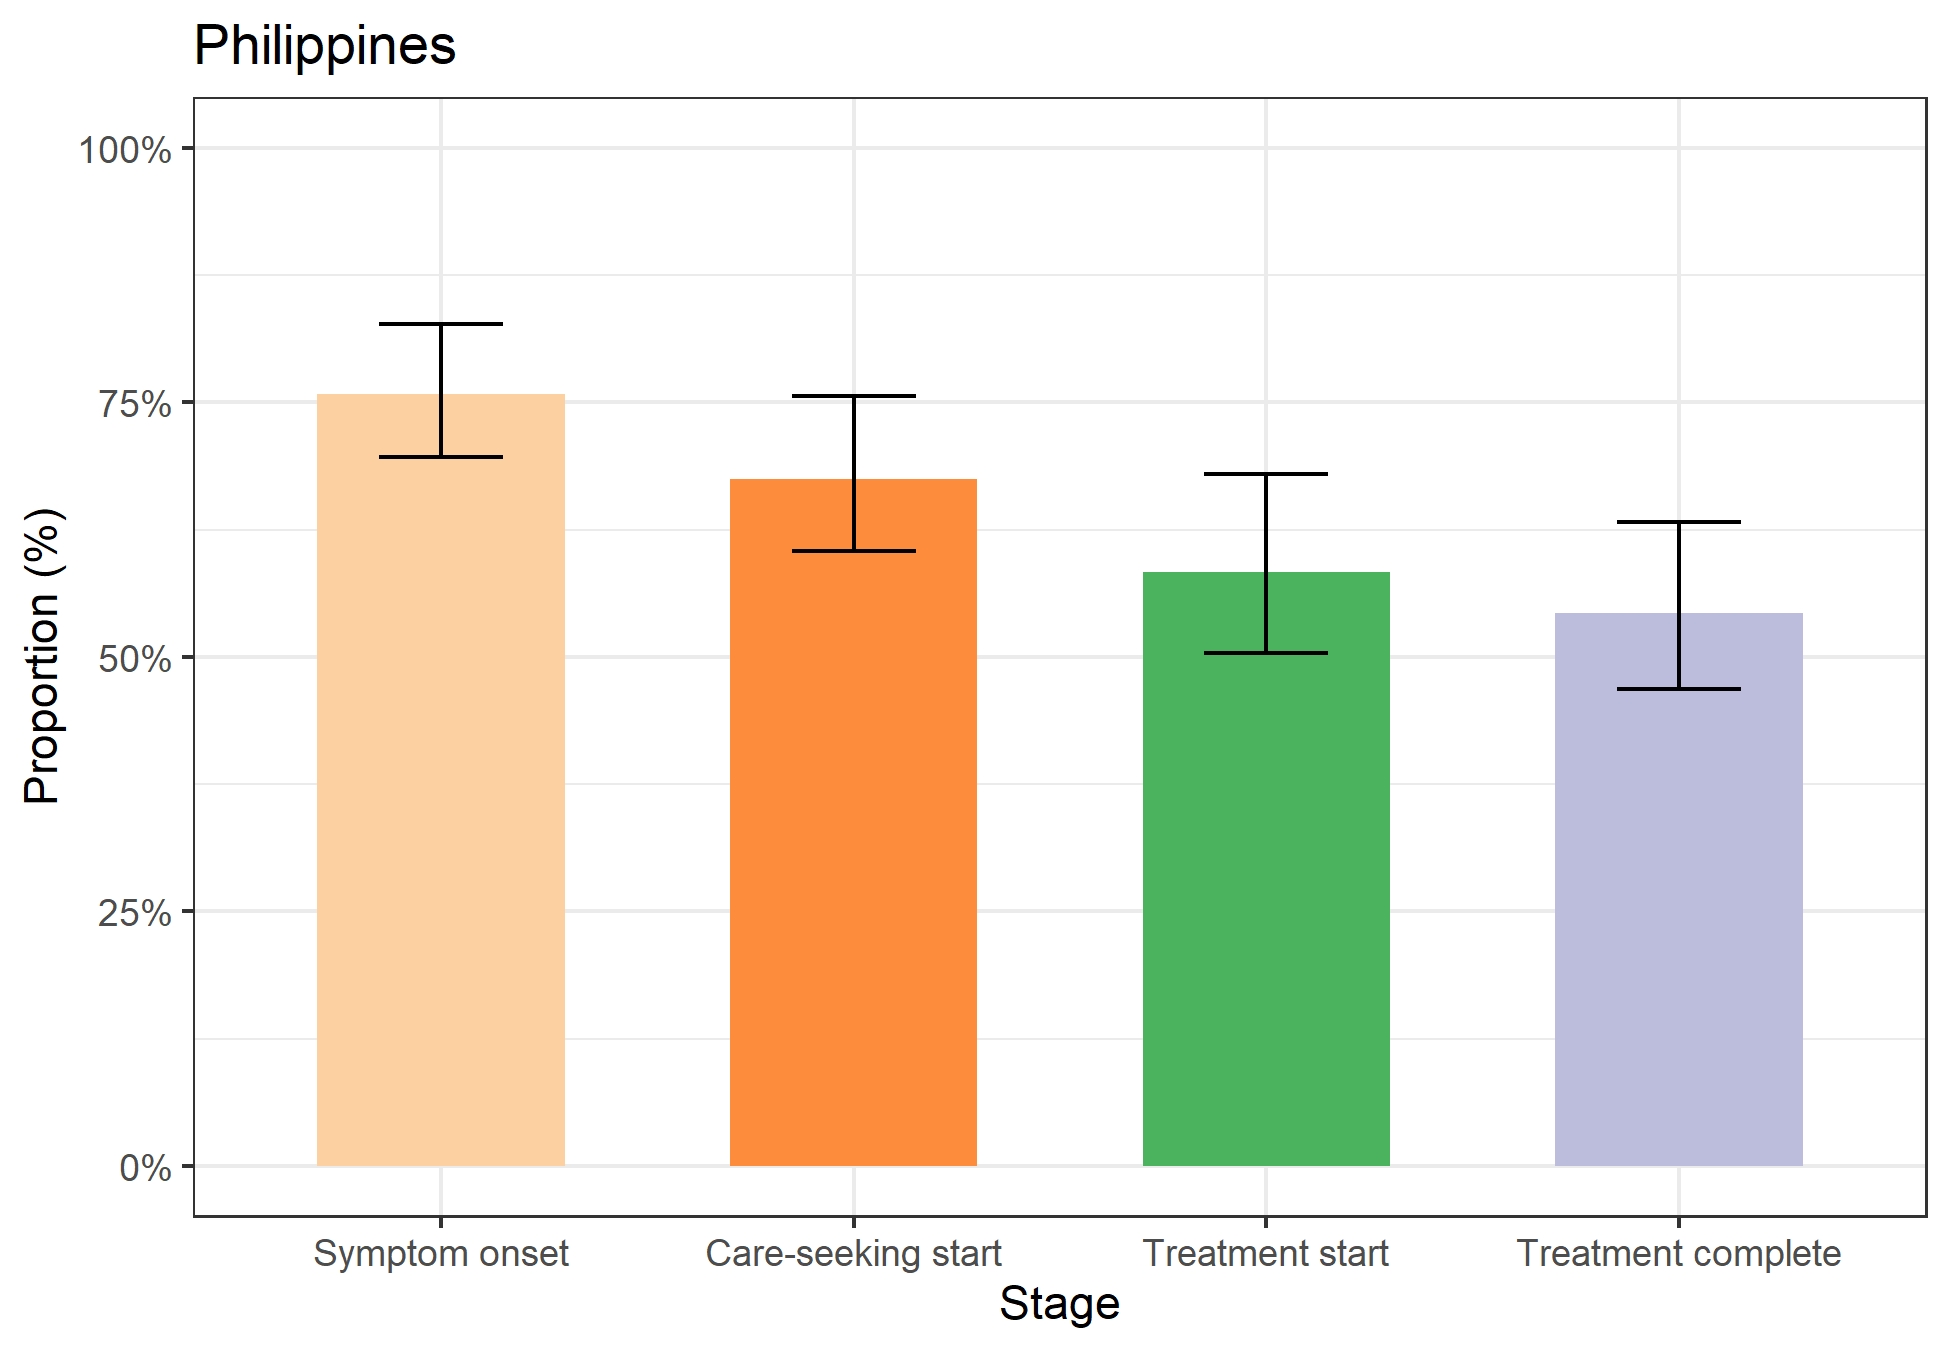 Philippines
100%
75%
50%
25%
0%
Proportion (%)
Symptom onset
Care-seeking start
Treatment start
Treatment complete
Stage